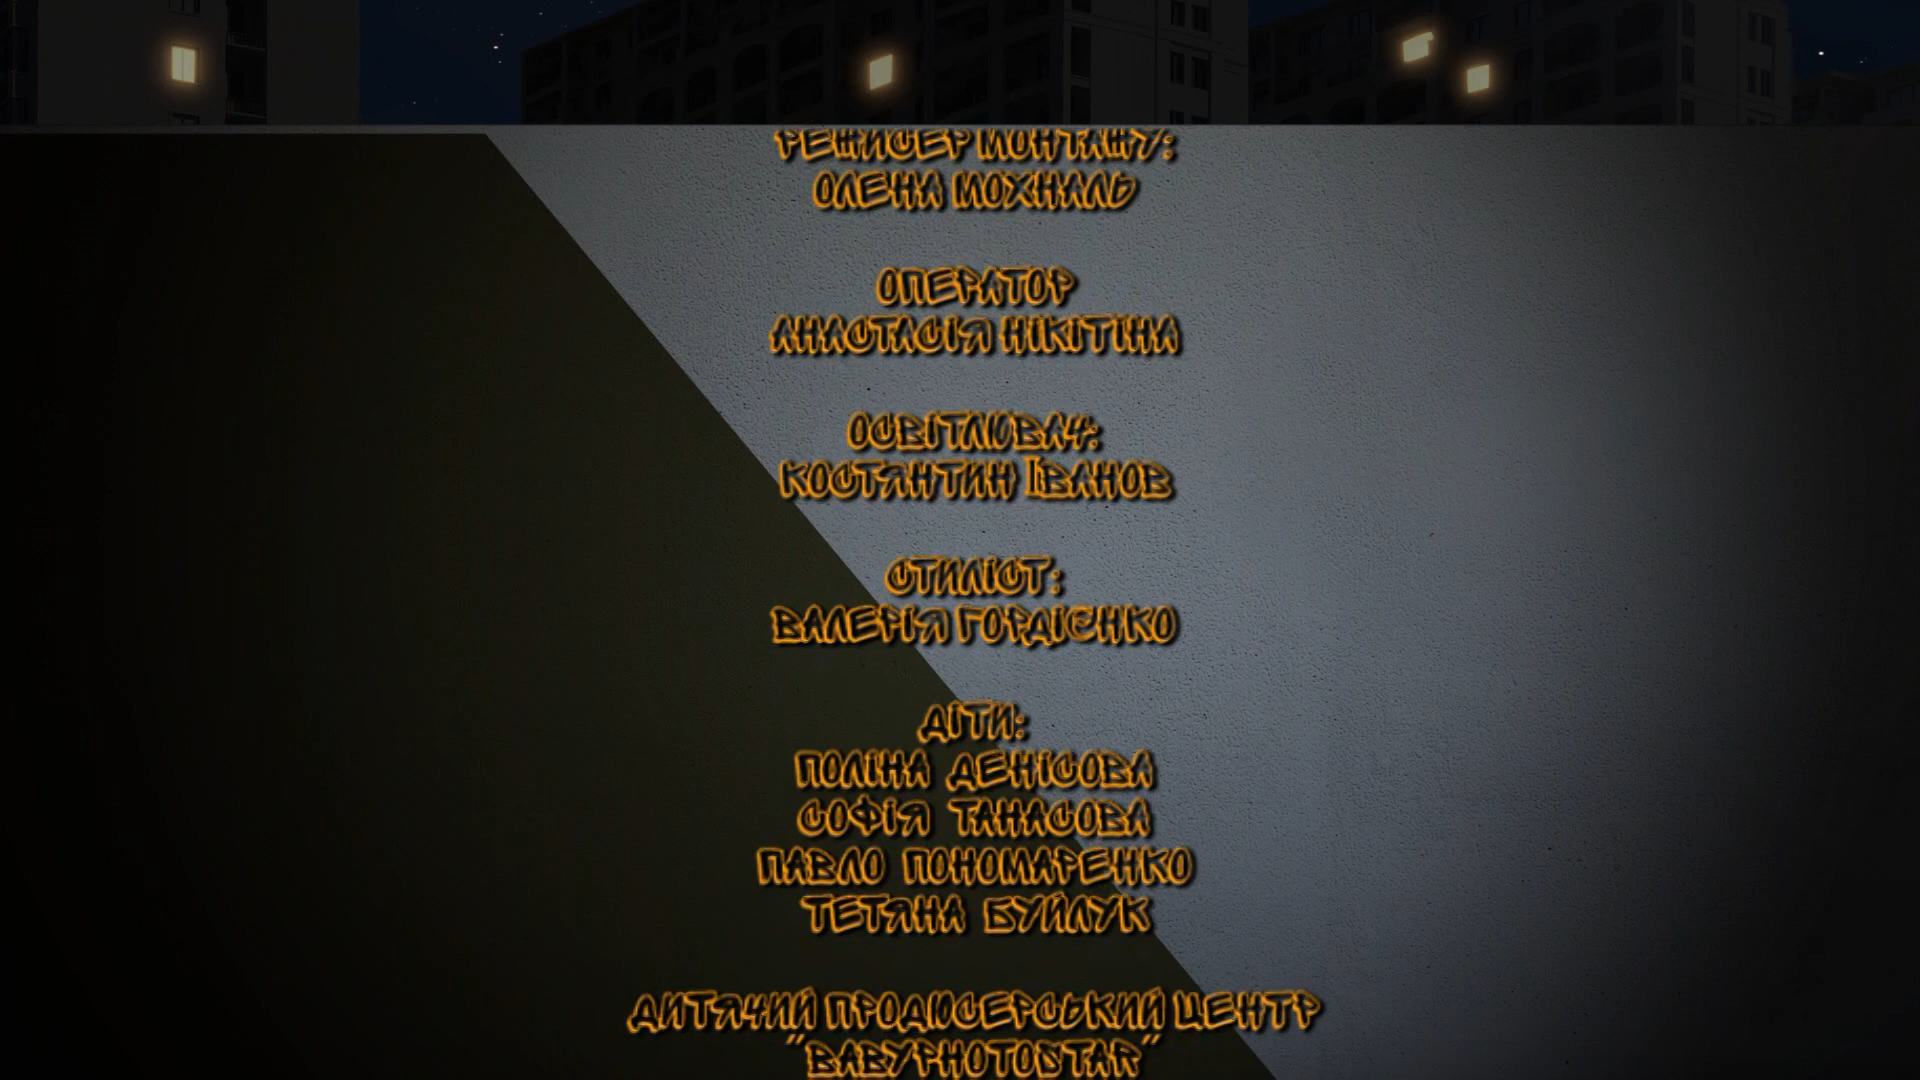 РЕЖИСЕР МОНТАЖУ:
ОЛЕНА МОХНАЛЬ
ОПЕРАТОР
АНАСТАСІЯ НІКІТІНА
ОСВІТЛЮВАЧ:
КОСТЯНТИН ІВАНОВ
СТИЛІСТ:
ВАЛЕРІЯ ГОРДІЄНКО
ДІТИ:
ПОЛІНА ДЕНІСОВА
СОФІЯ ТАНАСОВА
ПАВЛО ПОНОМАРЕНКО
ТЕТЯНА БУЙЛУК
ДИТЯЧИЙ ПРОДЮСЕРСЬКИЙ ЦЕНТР
"BABYPHOTOSTAR"